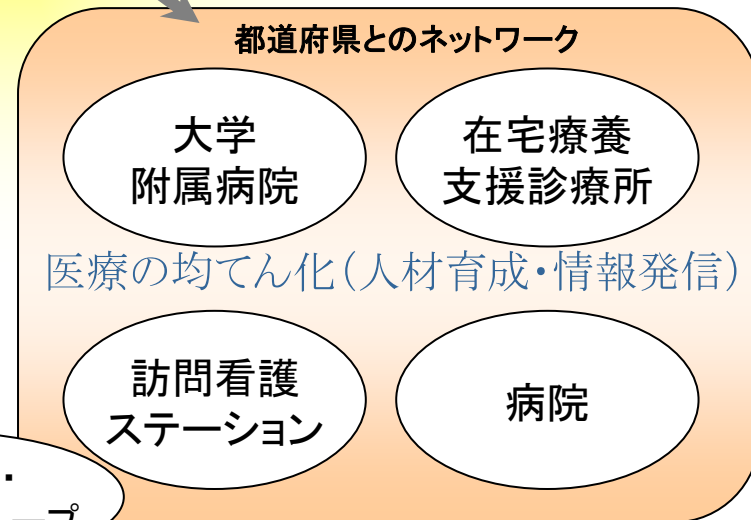 都道府県とのネットワーク
大学
附属病院
在宅療養
支援診療所
医療の均てん化(人材育成・情報発信)
訪問看護
ステーション
病院
・
ープ